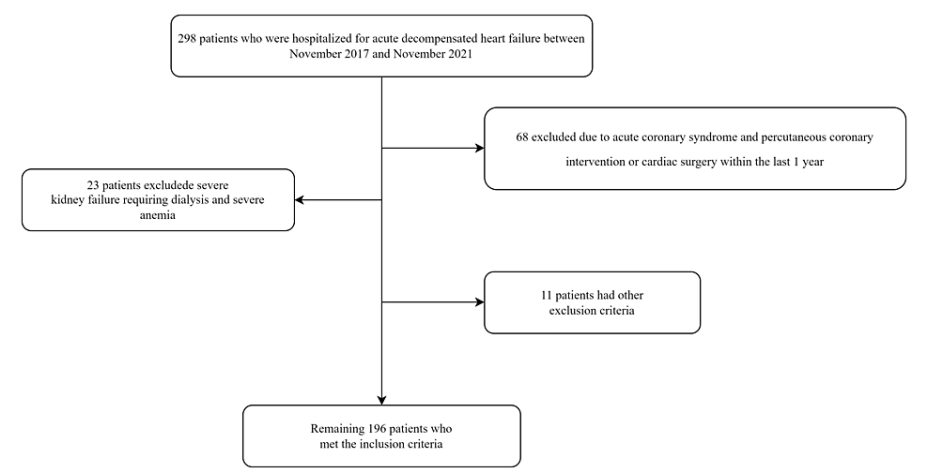 298 patients who were hospitalized for acute decompensated heart failure between
November 2017 and November 2021
68 excluded due to acute coronary syndrome and percutaneous coronary
intervention or cardiac surgery within the last 1 year
23 patients excludede severe
kidney failure requiring dialysis and severe
anemia
11 patients had other
exclusion criteria
Remaining 196 patients who
met the inclusion criteria